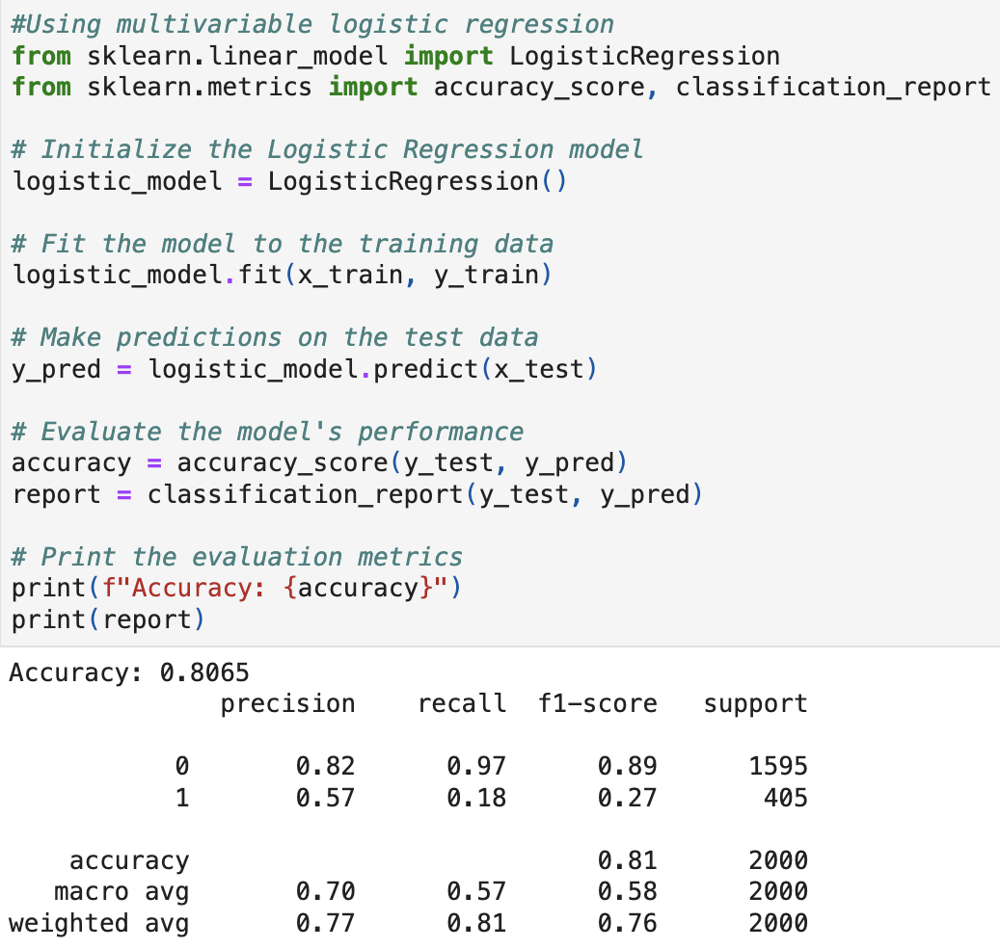 #Using multivariable logistic regression
from sklearn.linear_model import LogisticRegression
from sklearn.metrics import accuracy_score, classification_report
# Initialize the Logistic Regression model
logistic_model = LogisticRegression()
# Fit the model to the training data
logistic_model.fit(x_train, y_train)
# Make predictions on the test data
y_pred = logistic_model.predict(x_test)
# Evaluate the model's performance
accuracy = accuracy_score(y_test, y_pred)
report = classification_report(y_test, y_pred)
# Print the evaluation metrics
print(f"Accuracy: {accuracy}")
print(report)
Accuracy: 0.8065
precision recall f1-score support
0 0.82 0.97 0.89 1595
1 0.57 0.18 0.27 405
accuracy 0.81 2000
macro avg 0.70 0.57 0.58 2000
weighted avg 0.77 0.81 0.76 2000